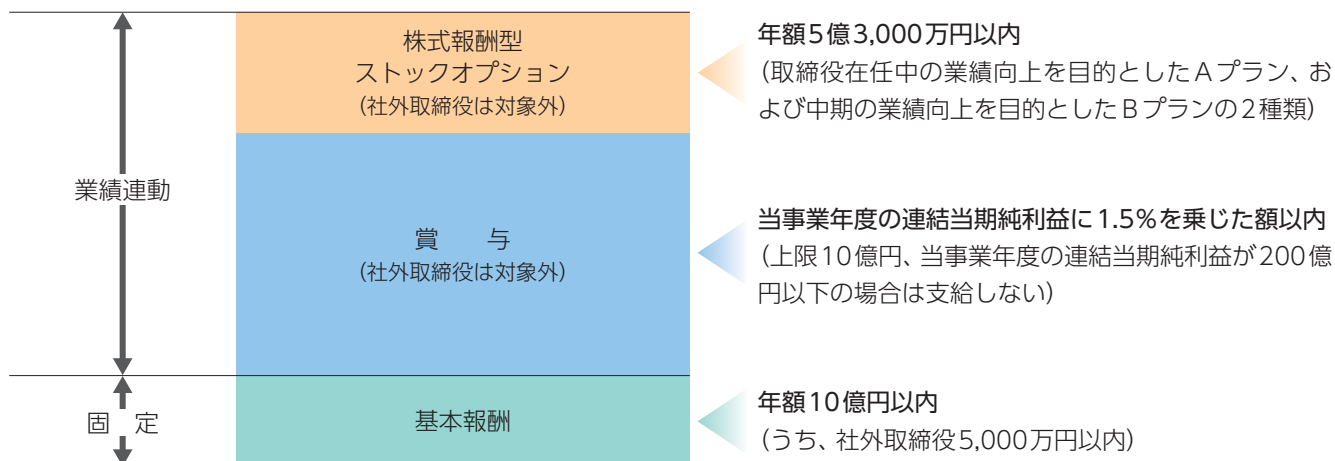 株式報酬型
ストックオプション
（社外取締役は対象外）
年額5億3,000万円以内
（取締役在任中の業績向上を目的としたAプラン、お
よび中期の業績向上を目的としたBプランの2種類）
業績連動
賞　与
（社外取締役は対象外）
当事業年度の連結当期純利益に1.5%を乗じた額以内
（上限10億円、当事業年度の連結当期純利益が200億
円以下の場合は支給しない）
固　定
基本報酬
年額10億円以内
（うち、社外取締役5,000万円以内）